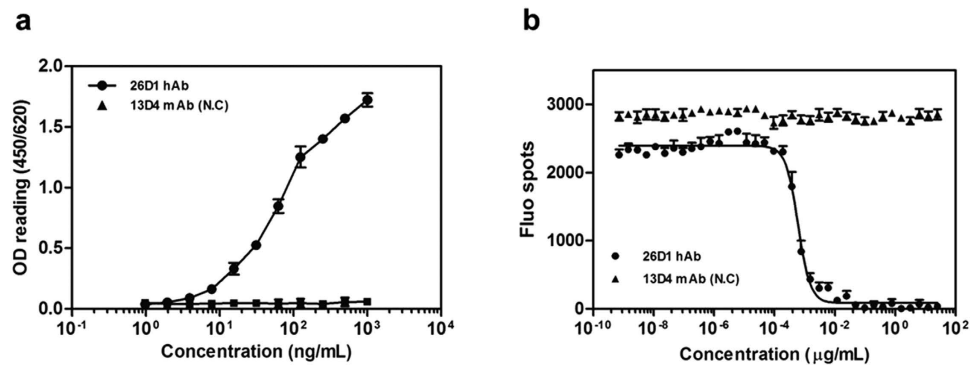 a
2.0
1.5
1.0
0.5
0.0
OD reading (450/620)
26D1 hAb
13D4 mAb (N.C)
10-1
100
101
102
103
104
Concentration (ng/mL)
b
3000
2000
1000
0
Fluo spots
26D1 hAb
13D4 mAb (N.C)
10-10
10-8
10-6
10-4
10-2
100
102
Concentration (μg/mL)